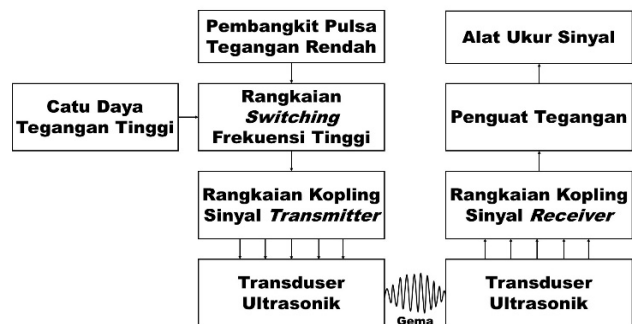 Pembangkit Pulsa
Tegangan Rendah
Catu Daya
Tegangan Tinggi
Rangkaian
Switching
Frekuensi Tinggi
Rangkaian Kopling
Sinyal Transmitter
Transduser
Ultrasonik
Gema
Alat Ukur Sinyal
Penguat Tegangan
Rangkaian Kopling
Sinyal Receiver
Transduser
Ultrasonik